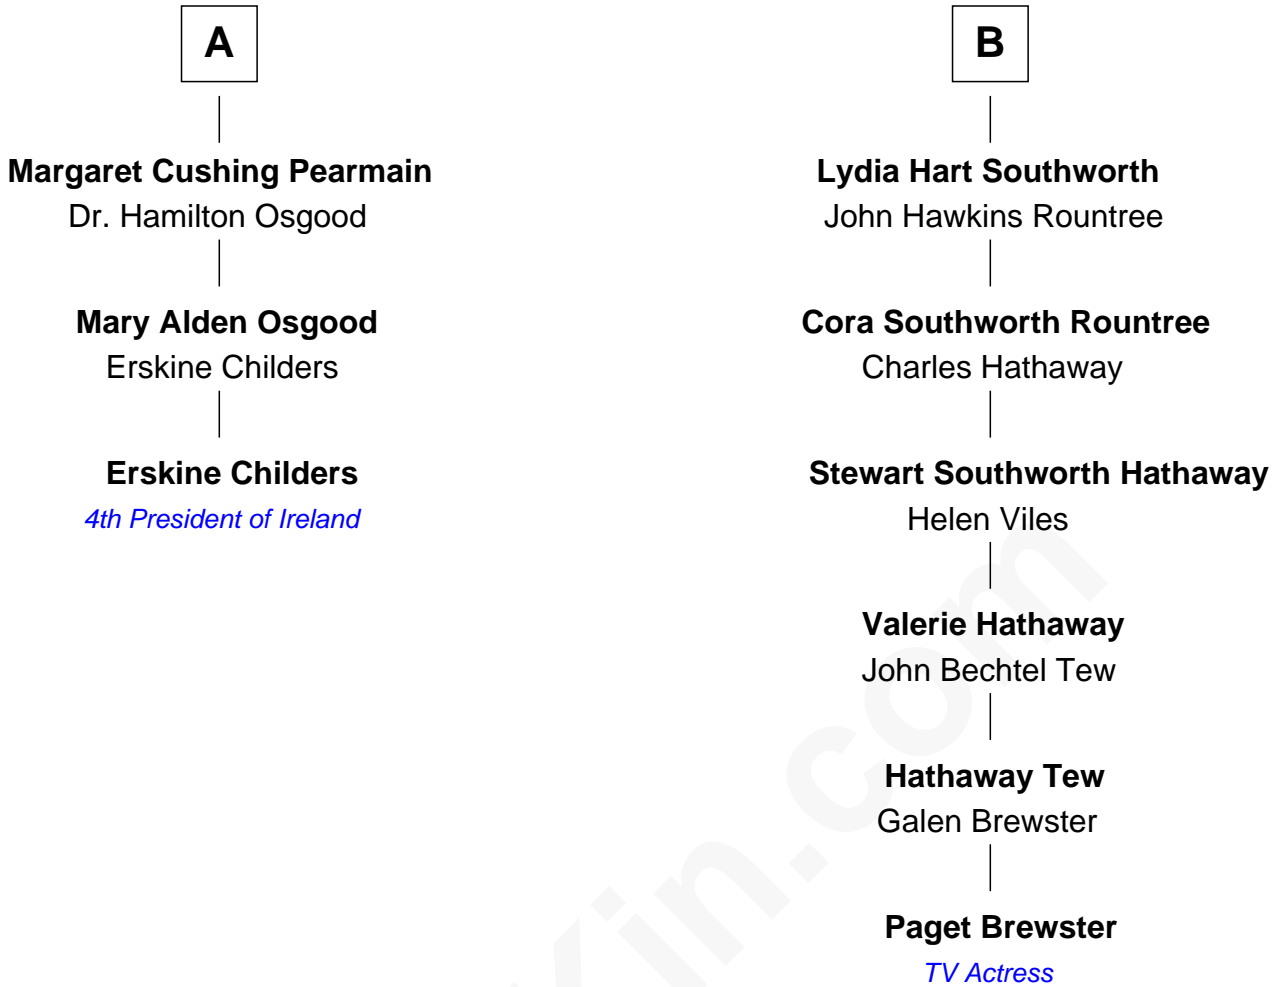 A
Margaret Cushing Pearmain
Dr. Hamilton Osgood
Mary Alden Osgood
Erskine Childers
Erskine Childers
4th President of Ireland
B
Lydia Hart Southworth
John Hawkins Rountree
Cora Southworth Rountree
Charles Hathaway
Stewart Southworth Hathaway
Helen Viles
Valerie Hathaway
John Bechtel Tew
Hathaway Tew
Galen Brewster
Paget Brewster
TV Actress
Kin.com